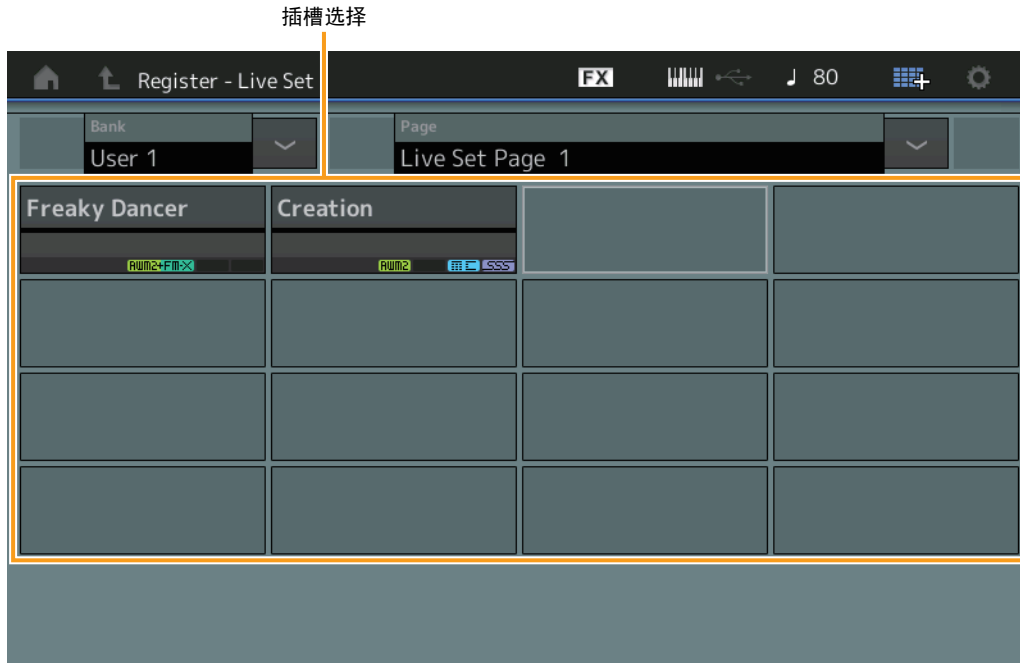 插槽选择
Register - Live Set
FX
80
Bank
User 1
Page
Live Set Page 1
Freaky Dancer
Creation
AWM2+FM-X
AWM2
MC
SSS